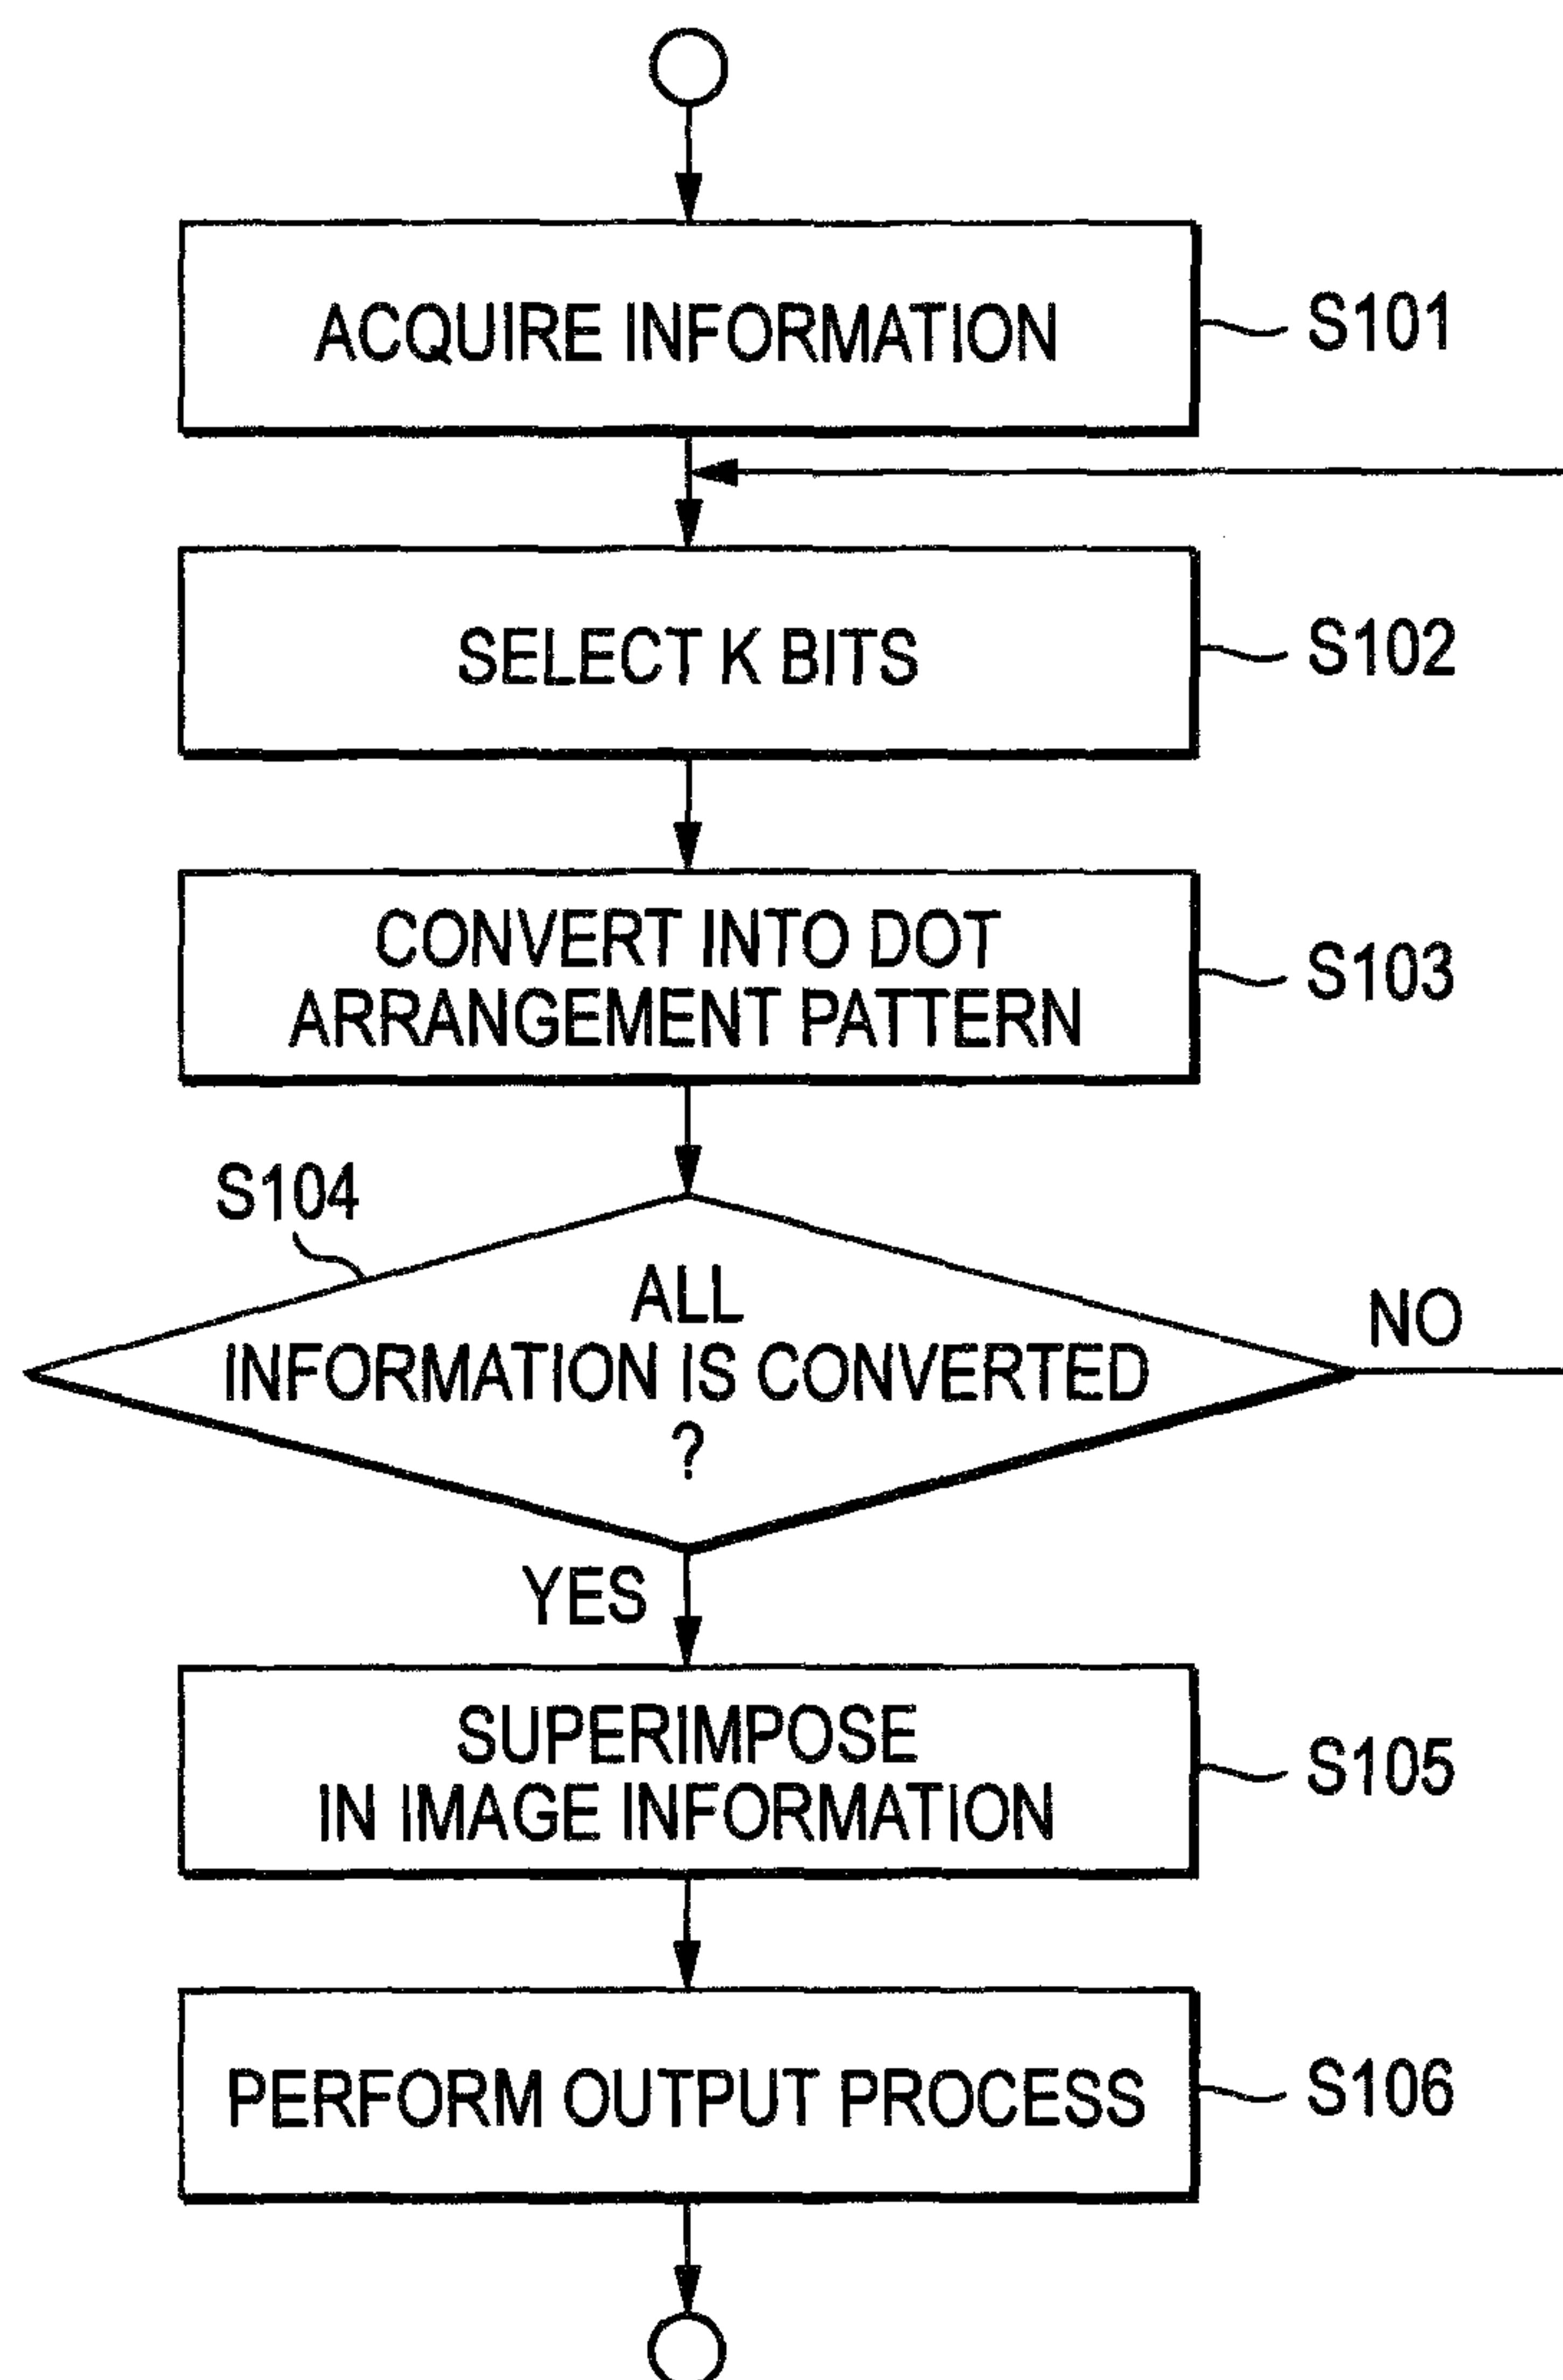 ACQUIRE INFORMATION
S101
SELECT K BITS
S102
CONVERT INTO DOT
ARRANGEMENT PATTERN
S103
S104
ALL
INFORMATION IS CONVERTED
?
NO
YES
SUPERIMPOSE
IN IMAGE INFORMATION
S105
PERFORM OUTPUT PROCESS
S106